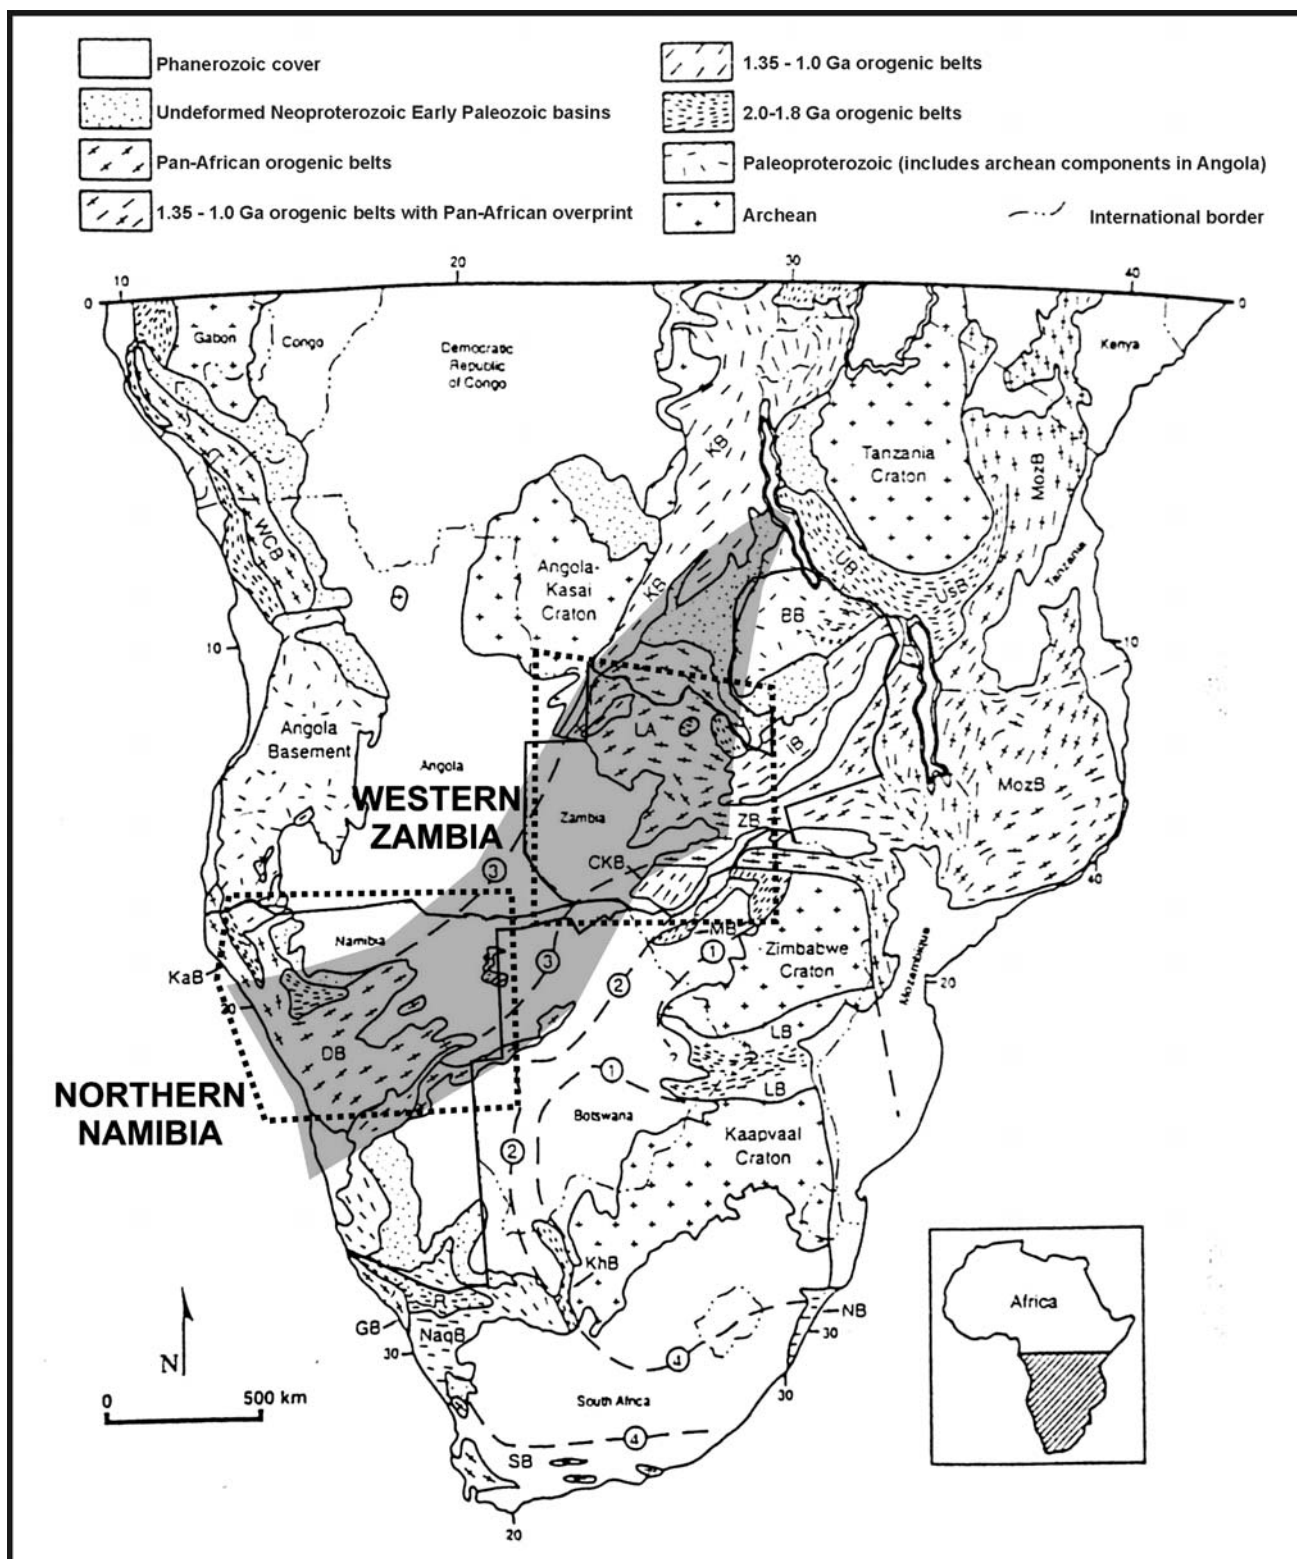 Phanerozoic cover
Undeformed Neoproterozoic Early Paleozoic basins
Pan-African orogenic belts
1.35 - 1.0 Ga orogenic belts with Pan-African overprint
1.35 - 1.0 Ga orogenic belts
2.0-1.8 Ga orogenic belts
Paleoproterozoic (includes archean components in Angola)
Archean
International border
10
20
30
40
0
0
Gabon
Congo
Democratic
Republic
of Congo
Kenya
KB
Tanzania
Craton
MozB
WCB
Angola-
Kasai
Craton
KB
UB
UsB
Tanzania
BB
10
10
Angola
Basement
LA
IB
MozB
Angola
WESTERN
ZAMBIA
Zambia
ZB
CKB
3
40
Namibia
MB
1
Zimbabwe
Craton
Mozambique
KaB
3
2
20
20
DB
LB
?
?
1
LB
NORTHERN
NAMIBIA
Botswana
Kaapvaal
Craton
2
KhB
Africa
R
GB
NaqB
NB
30
30
N
4
0
500 km
South Africa
30
4
SB
20